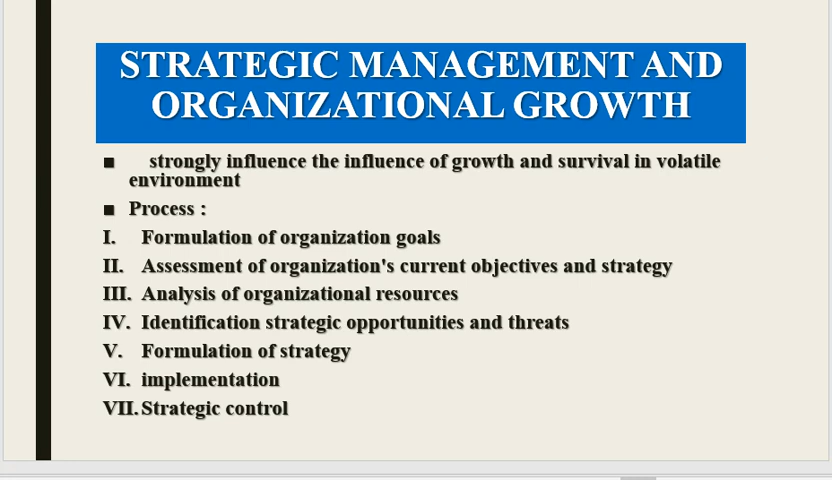 STRATEGIC MANAGEMENT AND
ORGANIZATIONAL GROWTH
■ strongly influence the influence of growth and survival in volatile
environment
■ Process :
I. Formulation of organization goals
II. Assessment of organization's current objectives and strategy
III. Analysis of organizational resources
IV. Identification strategic opportunities and threats
V. Formulation of strategy
VI. implementation
VII. Strategic control